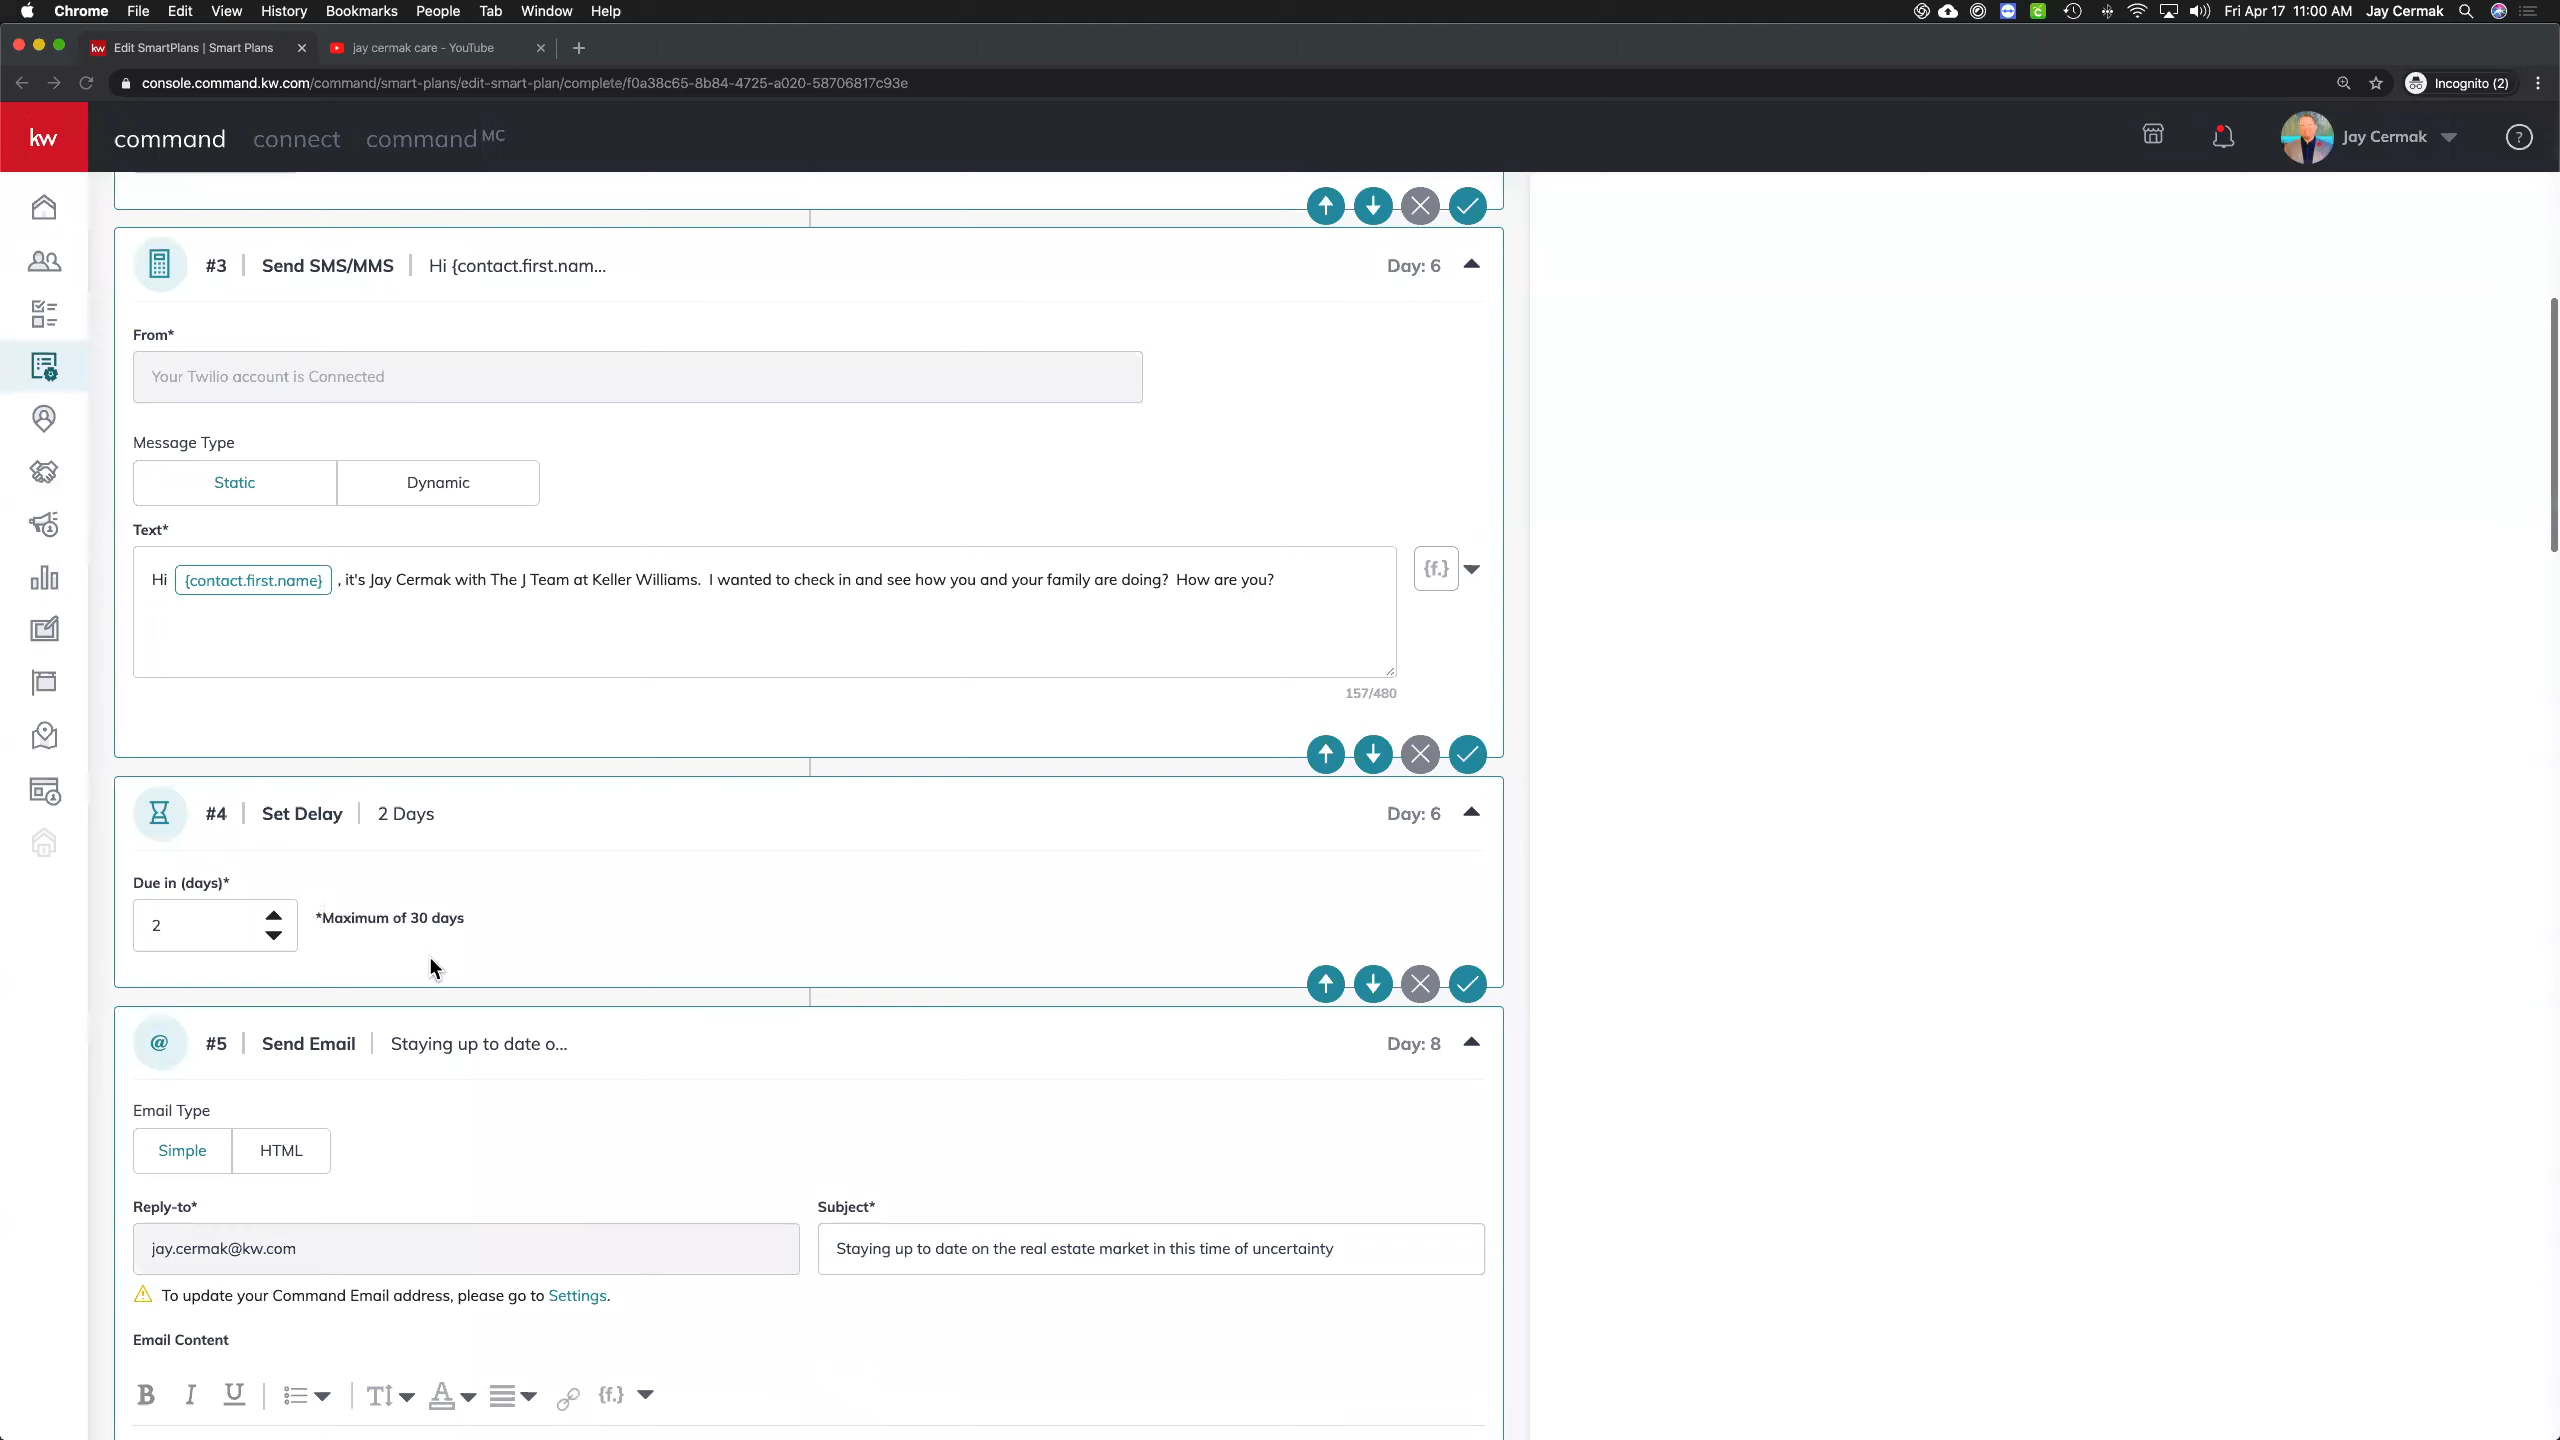 Chrome File Edit View History Bookmarks People Tab Window Help Fri Apr 17 11:00 AM Jay Cermak
kw Edit SmartPlans | Smart Plans jay cermak care - YouTube
console.command.kw.com/command/smart-plans/edit-smart-plan/complete/f0a38c65-8b84-4725-a020-58706817c93e Incognito (2)
kw command connect command MC Jay Cermak ?
#3 Send SMS/MMS Hi {contact.first.nam... Day: 6
From*
Your Twilio account is Connected
Message Type
Static Dynamic
Text*
Hi {contact.first.name} , it's Jay Cermak with The J Team at Keller Williams. I wanted to check in and see how you and your family are doing? How are you? {f.}
157/480
#4 Set Delay 2 Days Day: 6
Due in (days)*
2 *Maximum of 30 days
@ #5 Send Email Staying up to date o... Day: 8
Email Type
Simple HTML
Reply-to* Subject*
jay.cermak@kw.com Staying up to date on the real estate market in this time of uncertainty
To update your Command Email address, please go to Settings.
Email Content
B I U T A {f.}